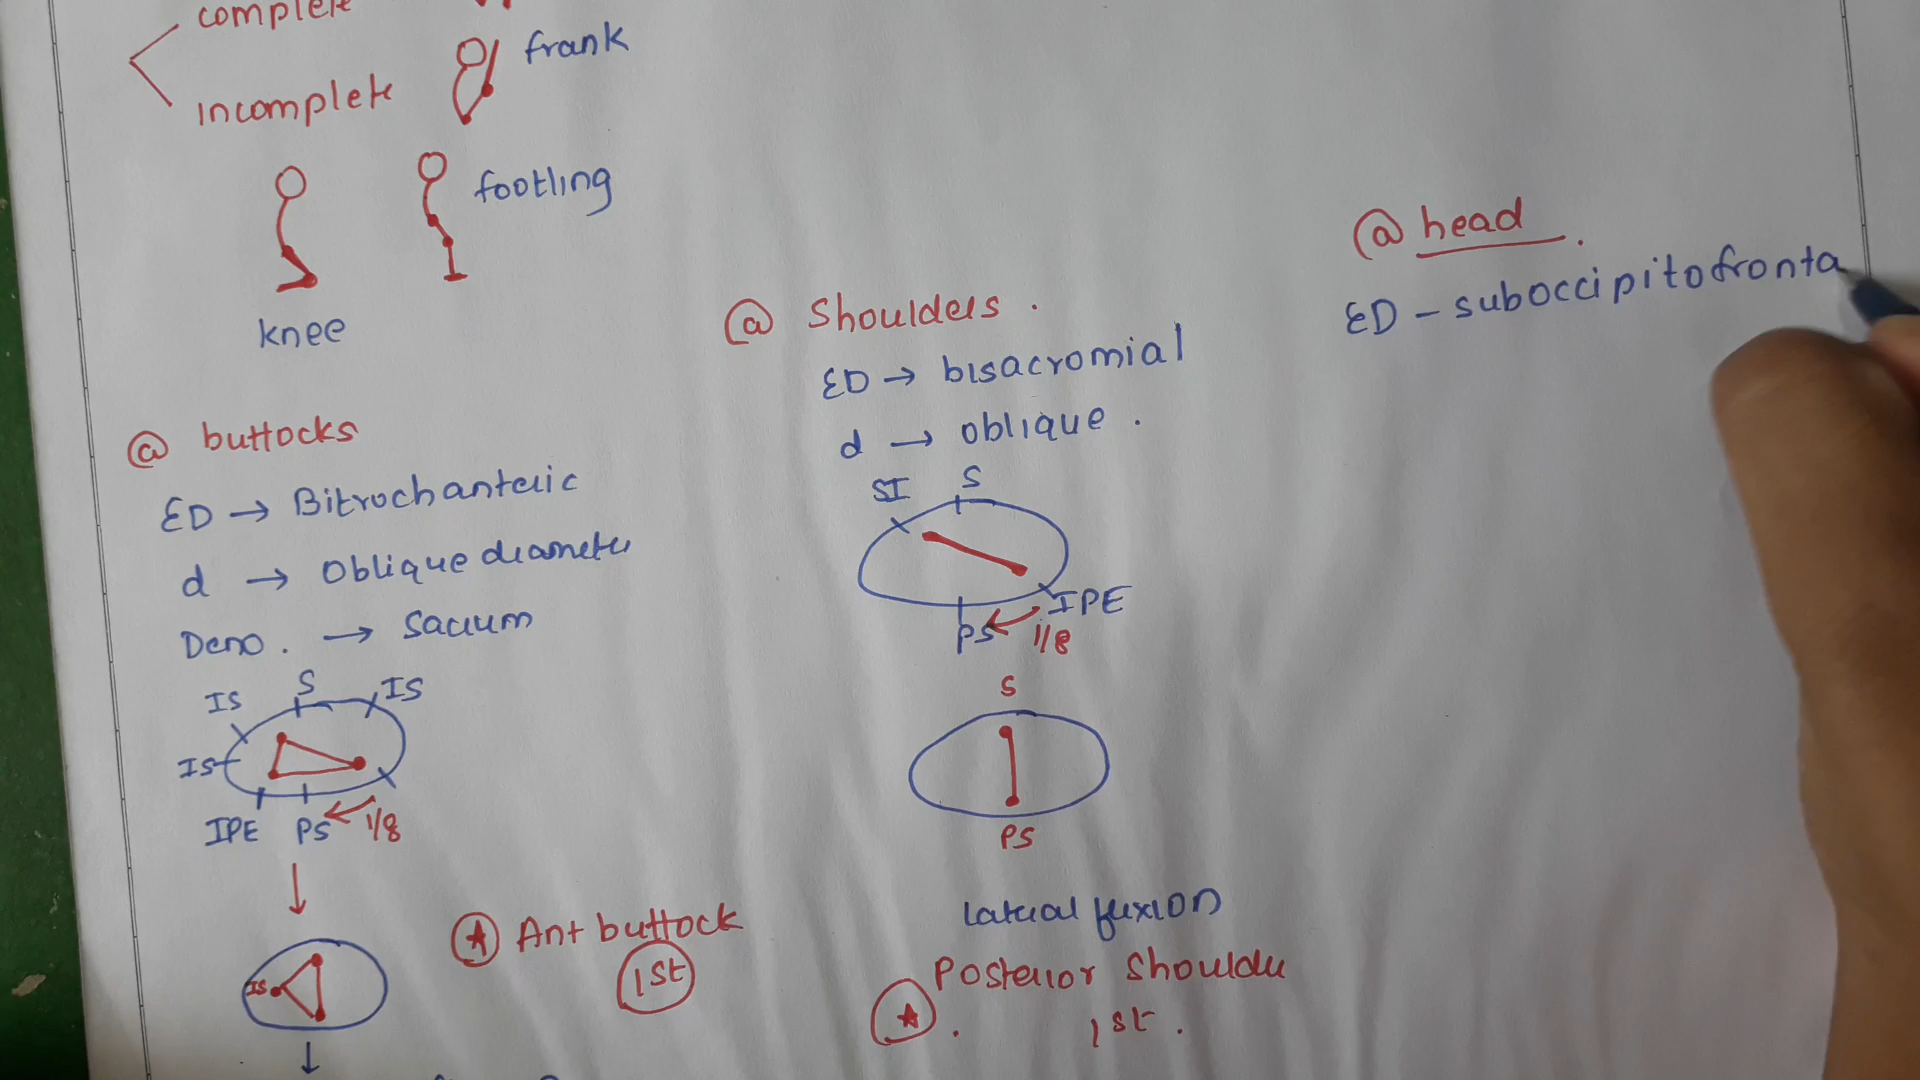 complete
Incomplete
frank
footling
knee
@ buttocks
ED → Bitrochanteric
d → Oblique diameter
Deno. → Sacrum
IS S IS
IS
IPE PS 1/8
IS
★ Ant buttock
1st
@ Shoulders.
ED → bisacromial
d → oblique.
SI S
IPE
PS 1/8
S
PS
lateral flexion
Posterior Shoulder
★. 1st.
@ head.
ED - suboccipitofronta